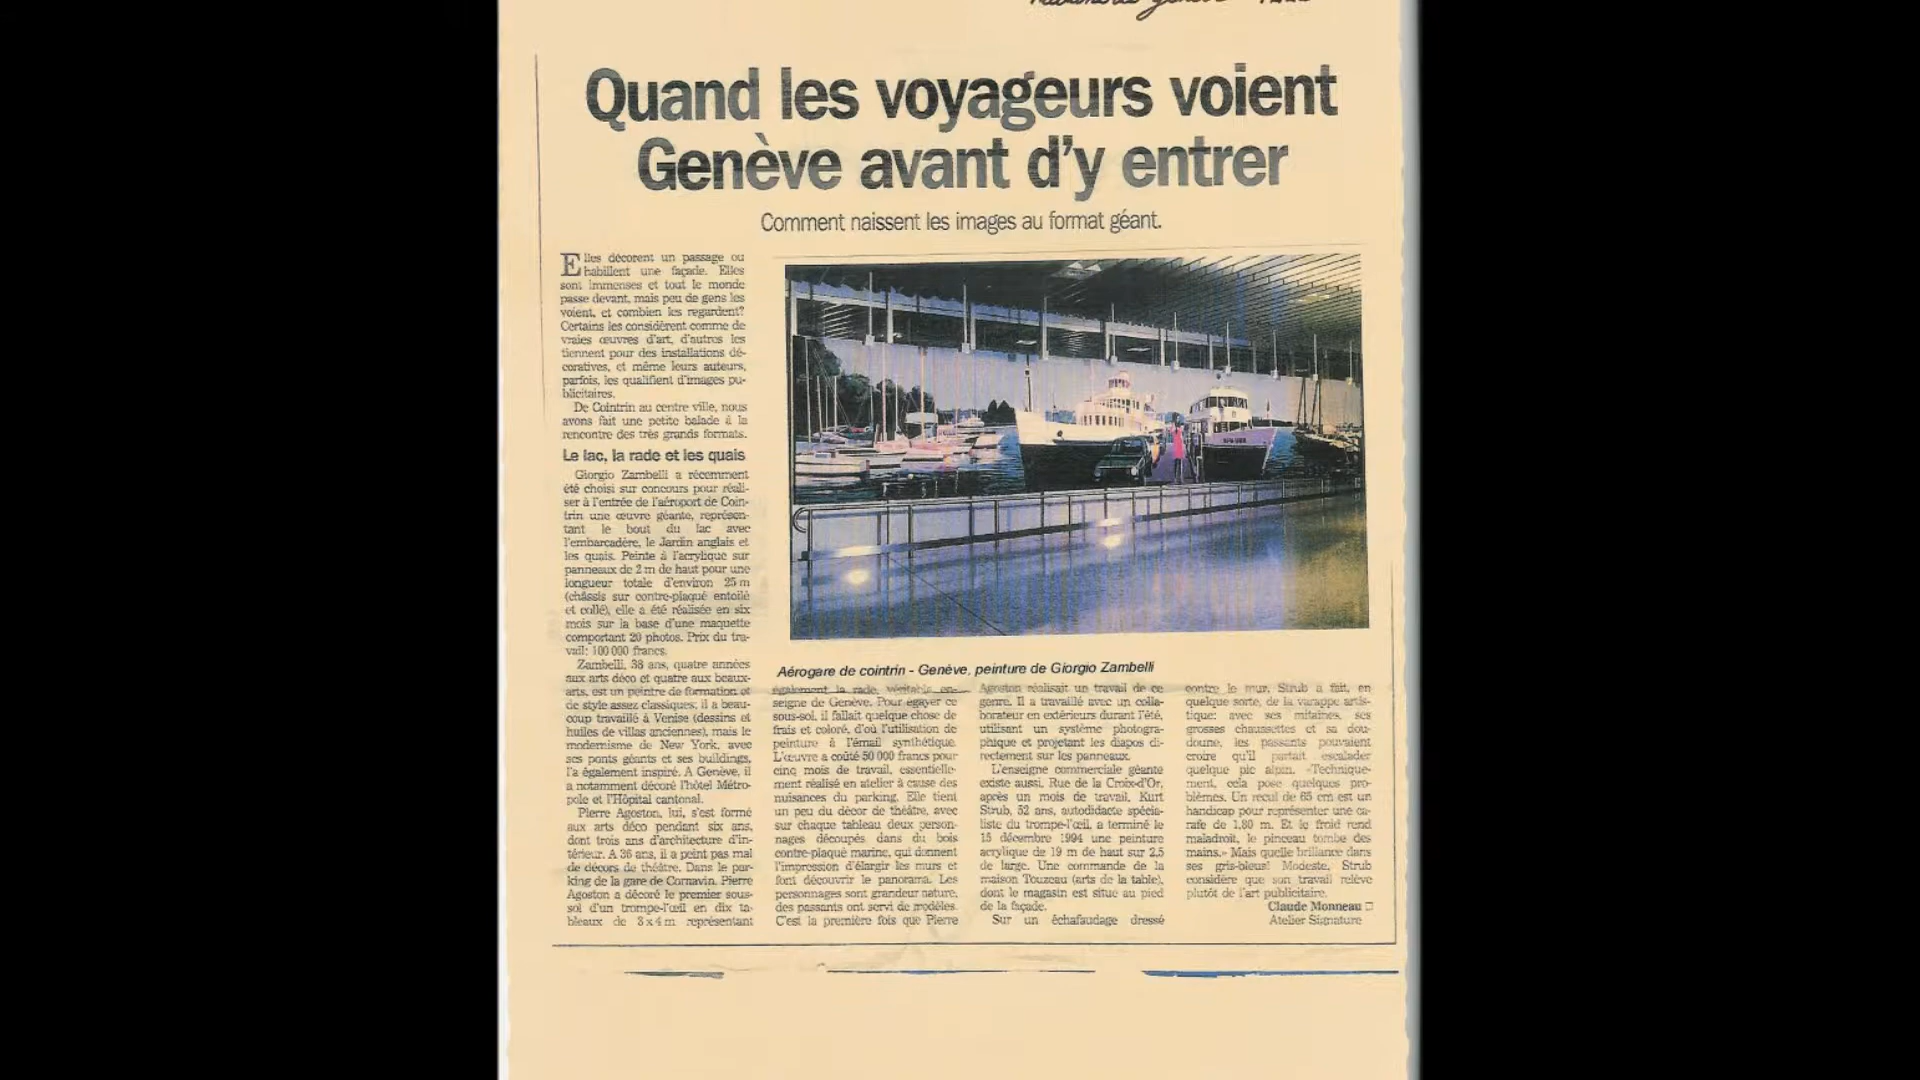 Genève
Quand les voyageurs voient
Genève avant d'y entrer
Comment naissent les images au format géant.
Elles décorent un passage ou
habillent une façade. Elles
sont immenses et tout le monde
passe devant, mais peu de gens les
voient, et combien les regardent?
Certains les considèrent comme de
vraies œuvres d'art, d'autres les
tiennent pour des installations dé-
coratives, et même leurs auteurs,
parfois, les qualifient d'images pu-
blicitaires.
De Cointrin au centre ville, nous
avons fait une petite balade à la
rencontre des très grands formats.
Le lac, la rade et les quais
Giorgio Zambelli a récemment
été choisi sur concours pour réali-
ser à l'entrée de l'aéroport de Coin-
trin une œuvre géante, représen-
tant le bout du lac avec
l'embarcadère, le Jardin anglais et
les quais. Peinte à l'acrylique sur
panneaux de 2 m de haut pour une
longueur totale d'environ 25 m
(châssis sur contre-plaqué entoilé
et collé), elle a été réalisée en six
mois sur la base d'une maquette
comportant 20 photos. Prix du tra-
vail: 100 000 francs.
Zambelli, 38 ans, quatre années
aux arts déco et quatre aux beaux-
arts, est un peintre de formation et
de style assez classiques; il a beau-
coup travaillé à Venise (dessins et
huiles de villas anciennes), mais le
modernisme de New York, avec
ses ponts géants et ses buildings,
l'a également inspiré. A Genève, il
a notamment décoré l'hôtel Métro-
pole et l'Hôpital cantonal.
Pierre Agoston, lui, s'est formé
aux arts déco pendant six ans,
dont trois ans d'architecture d'in-
térieur. A 36 ans, il a peint pas mal
de décors de théâtre. Dans le par-
king de la gare de Cornavin, Pierre
Agoston a décoré le premier sous-
sol d'un trompe-l'œil en dix ta-
bleaux de 3 x 4 m représentant
Aérogare de cointrin - Genève, peinture de Giorgio Zambelli
également la rade, véritable en-
seigne de Genève. Pour égayer ce
sous-sol, il fallait quelque chose de
frais et coloré, d'où l'utilisation de
peinture à l'émail synthétique.
L'œuvre a coûté 50 000 francs pour
cinq mois de travail, essentielle-
ment réalisé en atelier à cause des
nuisances du parking. Elle tient
un peu du décor de théâtre, avec
sur chaque tableau deux person-
nages découpés dans du bois
contre-plaqué marine, qui donnent
l'impression d'élargir les murs et
font découvrir le panorama. Les
personnages sont grandeur nature,
des passants ont servi de modèles.
C'est la première fois que Pierre
Agoston réalisait un travail de ce
genre. Il a travaillé avec un colla-
borateur en extérieurs durant l'été,
utilisant un système photogra-
phique et projetant les diapos di-
rectement sur les panneaux.
L'enseigne commerciale géante
existe aussi. Rue de la Croix-d'Or,
après un mois de travail, Kurt
Strub, 52 ans, autodidacte spécia-
liste du trompe-l'œil, a terminé le
15 décembre 1994 une peinture
acrylique de 19 m de haut sur 2,5
de large. Une commande de la
maison Touzeau (arts de la table),
dont le magasin est situé au pied
de la façade.
Sur un échafaudage dressé
contre le mur, Strub a fait, en
quelque sorte, de la varappe artis-
tique: avec ses mitaines, ses
grosses chaussettes et sa dou-
doune, les passants pouvaient
croire qu'il partait escalader
quelque pic alpin. «Technique-
ment, cela pose quelques pro-
blèmes. Un recul de 65 cm est un
handicap pour représenter une ca-
rafe de 1,80 m. Et le froid rend
maladroit, le pinceau tombe des
mains.» Mais quelle brillance dans
ses gris-bleus! Modeste, Strub
considère que son travail relève
plutôt de l'art publicitaire.
Claude Monneau □
Atelier Signature